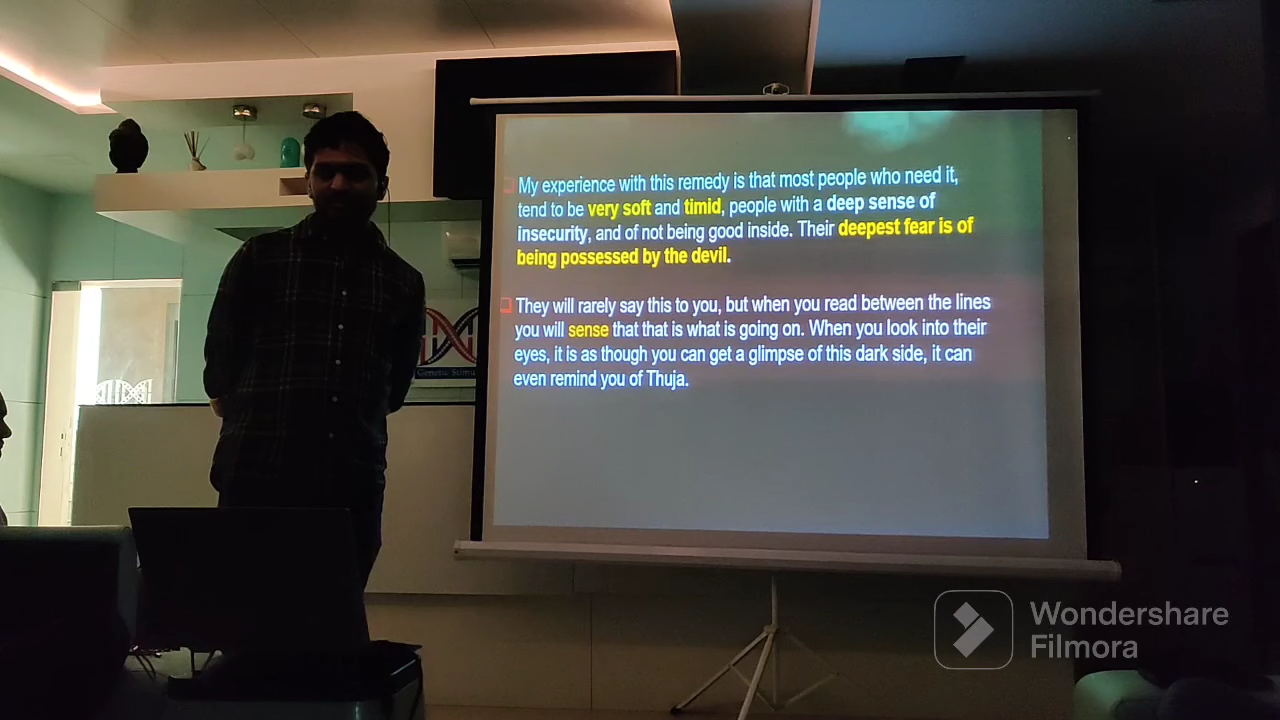 My experience with this remedy is that most people who need it,
tend to be very soft and timid, people with a deep sense of
insecurity, and of not being good inside. Their deepest fear is of
being possessed by the devil.
They will rarely say this to you, but when you read between the lines
you will sense that that is what is going on. When you look into their
eyes, it is as though you can get a glimpse of this dark side, it can
even remind you of Thuja.
Genetic
Wondershare
Filmora